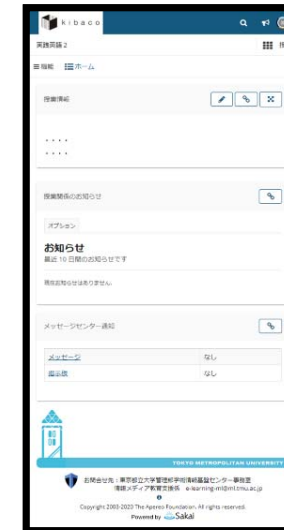 kibaco
実践英語 2
機能 ホーム
授業情報
. . . .
. . . .
授業関係のお知らせ
オプション
お知らせ
最近 10 日間のお知らせです
現在お知らせはありません。
メッセージセンター通知
メッセージ なし
掲示板 なし
TOKYO METROPOLITAN UNIVERSITY
お問合せ先：東京都立大学管理部学術情報基盤センター事務室
情報メディア教育支援係 e-learning-ml@ml.tmu.ac.jp
Copyright 2003-2023 The Apereo Foundation. All rights reserved.
Powered by Sakai